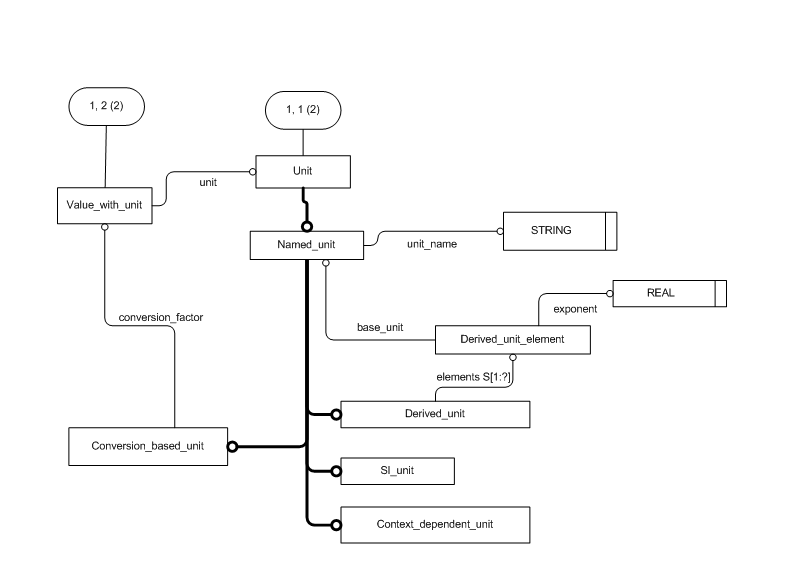 1, 2 (2)
1, 1 (2)
Unit
unit
Value_with_unit
STRING
Named_unit
unit_name
REAL
exponent
conversion_factor
base_unit
Derived_unit_element
elements S[1:?]
Derived_unit
Conversion_based_unit
SI_unit
Context_dependent_unit